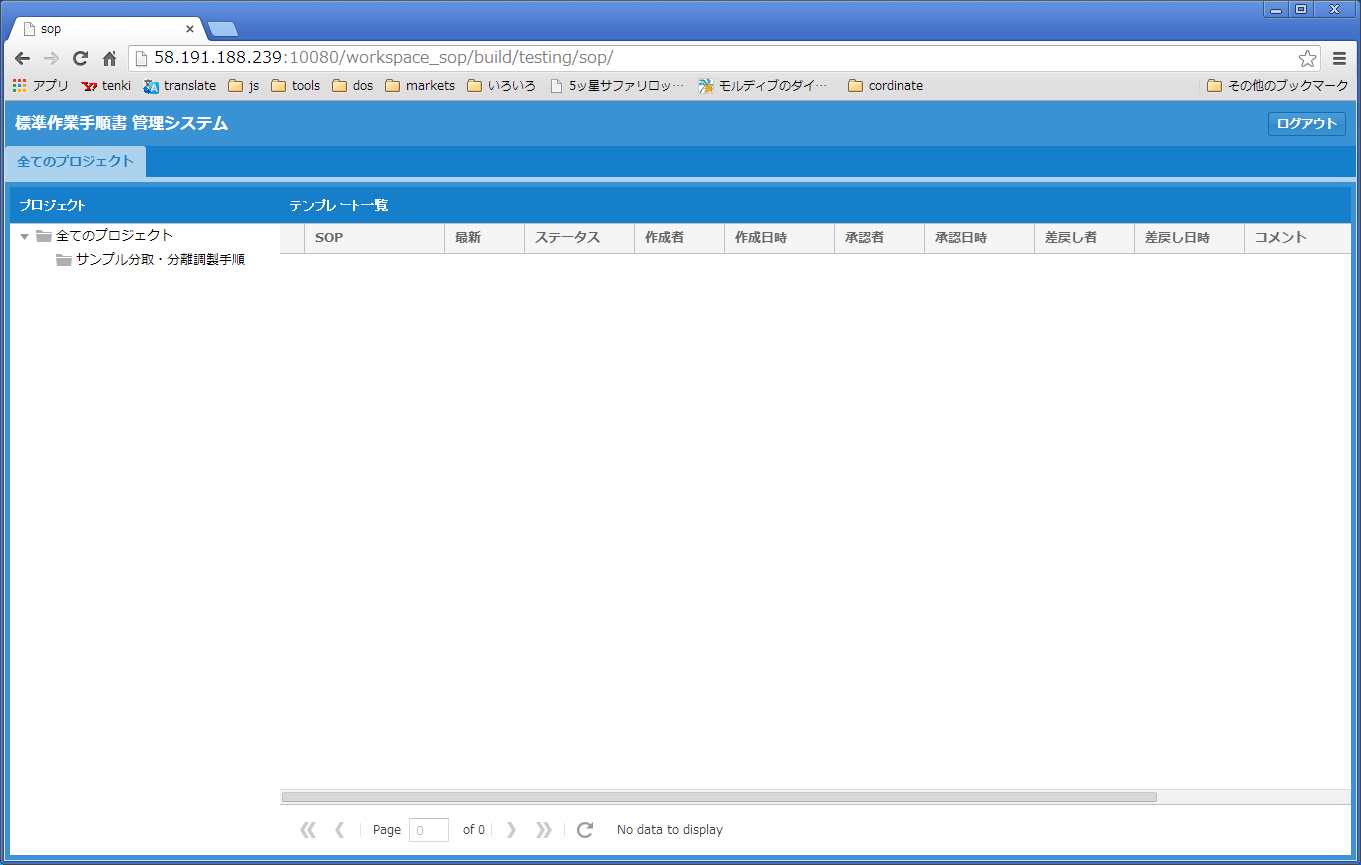 sop
58.191.188.239:10080/workspace_sop/build/testing/sop/
アプリ tenki translate js tools dos markets いろいろ 5ッ星サファリロッ… モルディブのダイ… cordinate その他のブックマーク
標準作業手順書 管理システム ログアウト
全てのプロジェクト
プロジェクト テンプレート一覧
全てのプロジェクト SOP 最新 ステータス 作成者 作成日時 承認者 承認日時 差戻し者 差戻し日時 コメント
サンプル分取・分離調製手順
Page 0 of 0 No data to display